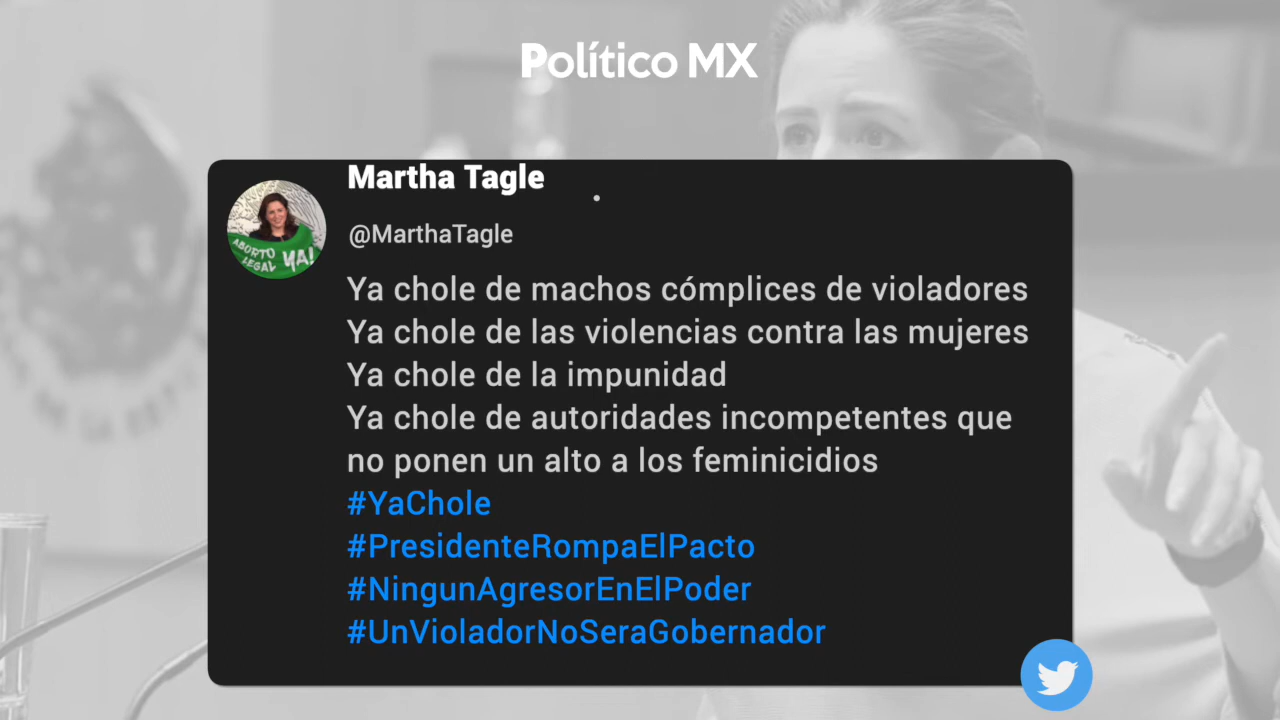 Político MX
Martha Tagle
@MarthaTagle
ABORTO
LEGAL YA!
Ya chole de machos cómplices de violadores
Ya chole de las violencias contra las mujeres
Ya chole de la impunidad
Ya chole de autoridades incompetentes que
no ponen un alto a los feminicidios
#YaChole
#PresidenteRompaElPacto
#NingunAgresorEnElPoder
#UnVioladorNoSeraGobernador